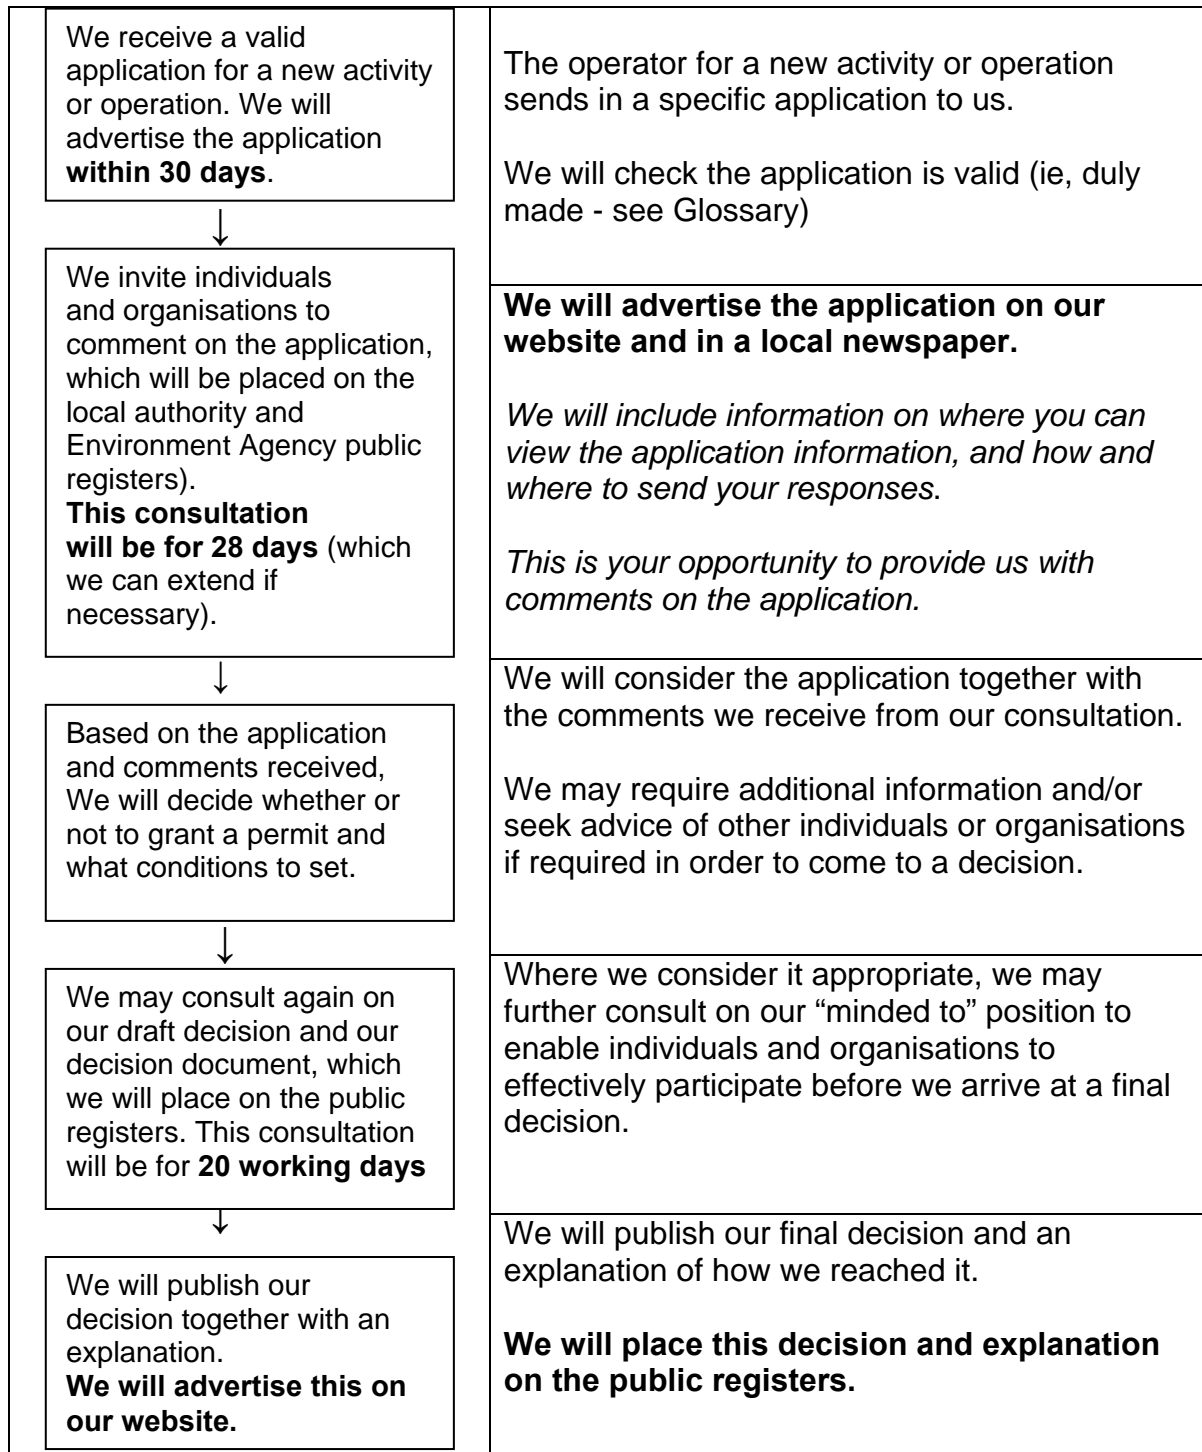 We receive a valid
application for a new activity
or operation. We will
advertise the application
within 30 days.
The operator for a new activity or operation
sends in a specific application to us.
We will check the application is valid (ie, duly
made - see Glossary)
↓
We invite individuals
and organisations to
comment on the application,
which will be placed on the
local authority and
Environment Agency public
registers).
This consultation
will be for 28 days (which
we can extend if
necessary).
We will advertise the application on our
website and in a local newspaper.
We will include information on where you can
view the application information, and how and
where to send your responses.
This is your opportunity to provide us with
comments on the application.
↓
Based on the application
and comments received,
We will decide whether or
not to grant a permit and
what conditions to set.
We will consider the application together with
the comments we receive from our consultation.
We may require additional information and/or
seek advice of other individuals or organisations
if required in order to come to a decision.
↓
We may consult again on
our draft decision and our
decision document, which
we will place on the public
registers. This consultation
will be for 20 working days
Where we consider it appropriate, we may
further consult on our “minded to” position to
enable individuals and organisations to
effectively participate before we arrive at a final
decision.
↓
We will publish our
decision together with an
explanation.
We will advertise this on
our website.
We will publish our final decision and an
explanation of how we reached it.
We will place this decision and explanation
on the public registers.